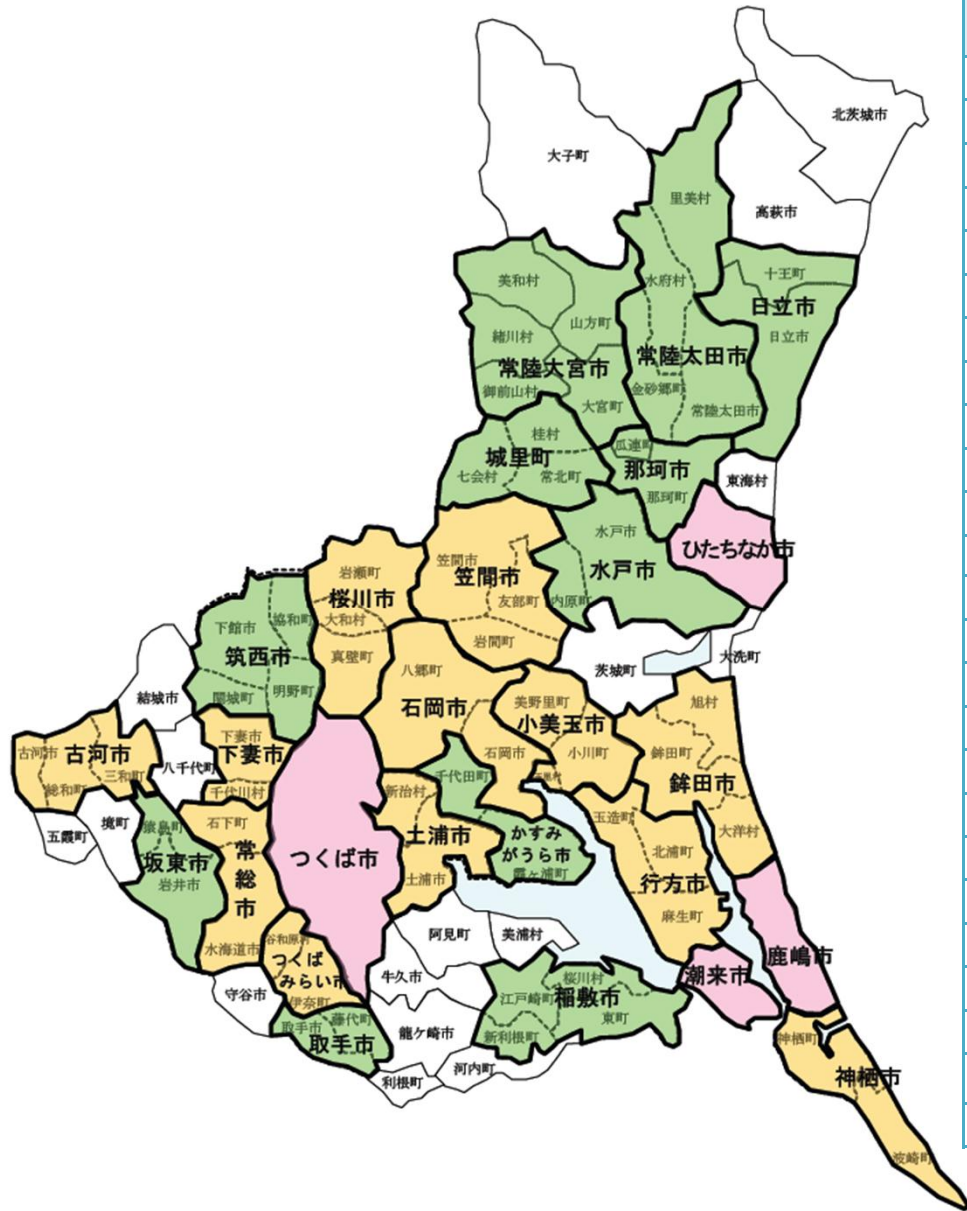 北茨城市
大子町
里美村
高萩市
十王町
美和村
水府村
日立市
山方町
日立市
緒川村
常陸太田市
常陸大宮市
御前山村
金砂郷町
大宮町
常陸太田市
桂村
瓜連町
城里町
那珂市
七会村
常北町
東海村
那珂町
水戸市
ひたちなか市
笠間市
岩瀬町
笠間市
水戸市
桜川市
友部町
内原町
協和町
大和村
下館市
岩間町
筑西市
真壁町
八郷町
茨城町
大洗町
明野町
関城町
結城市
美野里町
旭村
石岡市
小美玉市
下妻市
古河市
古河市
下妻市
石岡市
小川町
鉾田町
八千代町
三和町
千代田町
玉里村
鉾田市
総和町
千代川村
新治村
玉造町
五霞町
境町
猿島町
石下町
かすみ
がうら市
大洋村
土浦市
北浦町
坂東市
常
総
市
つくば市
霞ヶ浦町
岩井市
土浦市
行方市
麻生町
阿見町
美浦村
水海道市
谷和原村
つくば
みらい市
鹿嶋市
潮来市
牛久市
桜川村
守谷市
伊奈町
江戸崎町
稲敷市
東町
取手市
藤代町
龍ケ崎市
新利根町
神栖町
取手市
河内町
利根町
神栖市
波崎町